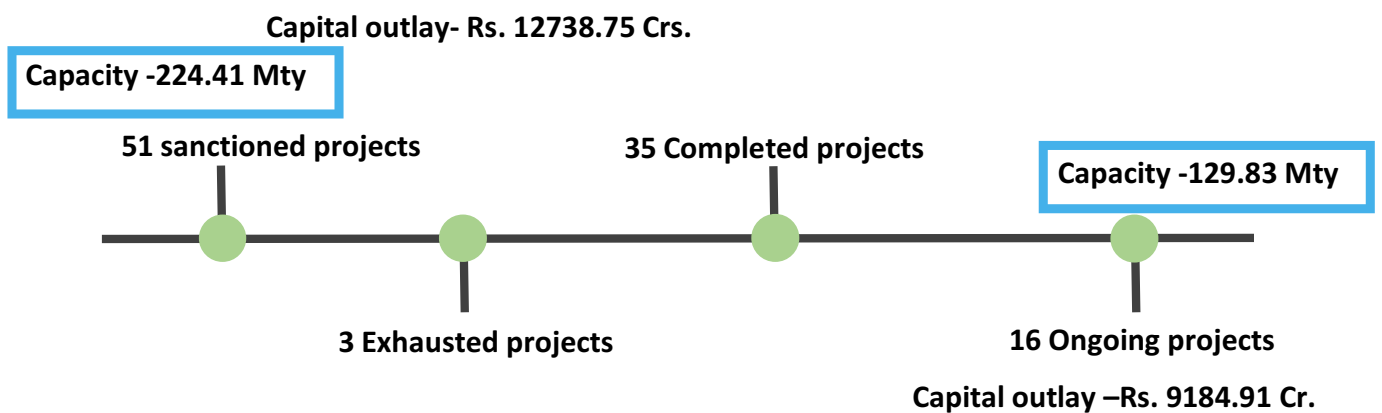 Capital outlay- Rs. 12738.75 Crs.
Capacity -224.41 Mty
51 sanctioned projects
35 Completed projects
Capacity -129.83 Mty
3 Exhausted projects
16 Ongoing projects
Capital outlay –Rs. 9184.91 Cr.